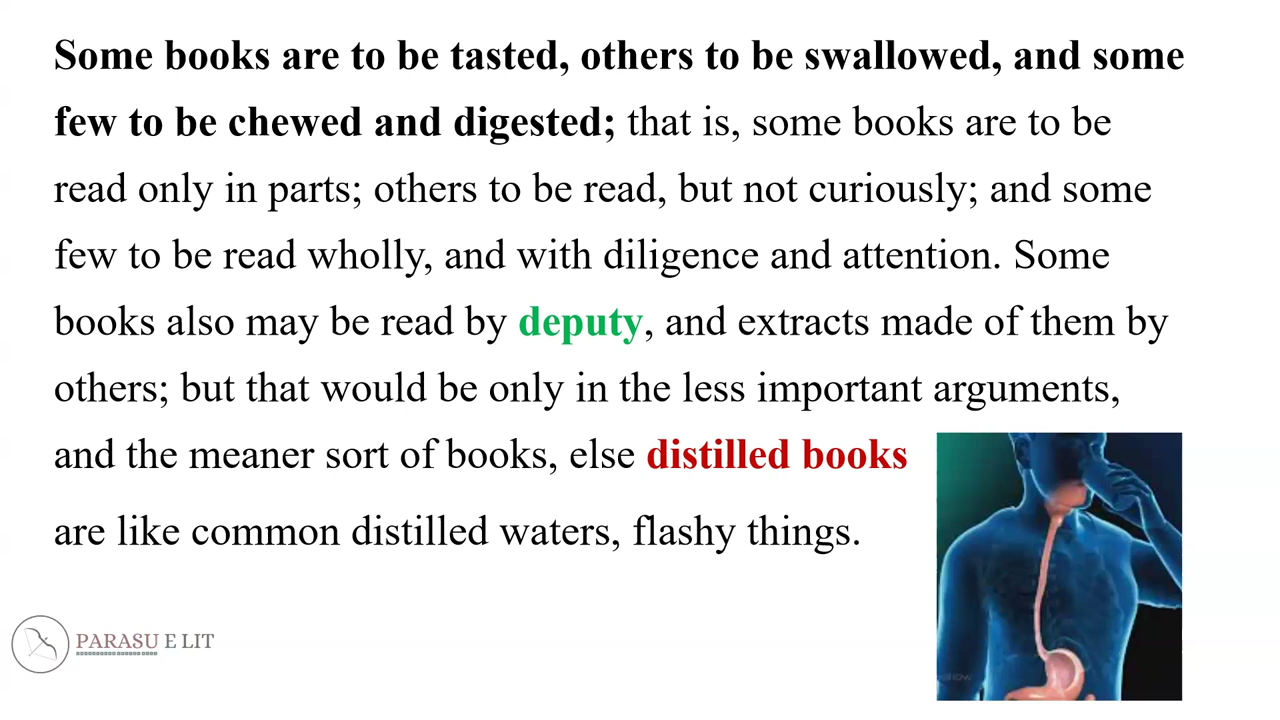 Some books are to be tasted, others to be swallowed, and some
few to be chewed and digested; that is, some books are to be
read only in parts; others to be read, but not curiously; and some
few to be read wholly, and with diligence and attention. Some
books also may be read by deputy, and extracts made of them by
others; but that would be only in the less important arguments,
and the meaner sort of books, else distilled books
are like common distilled waters, flashy things.
PARASU E LIT